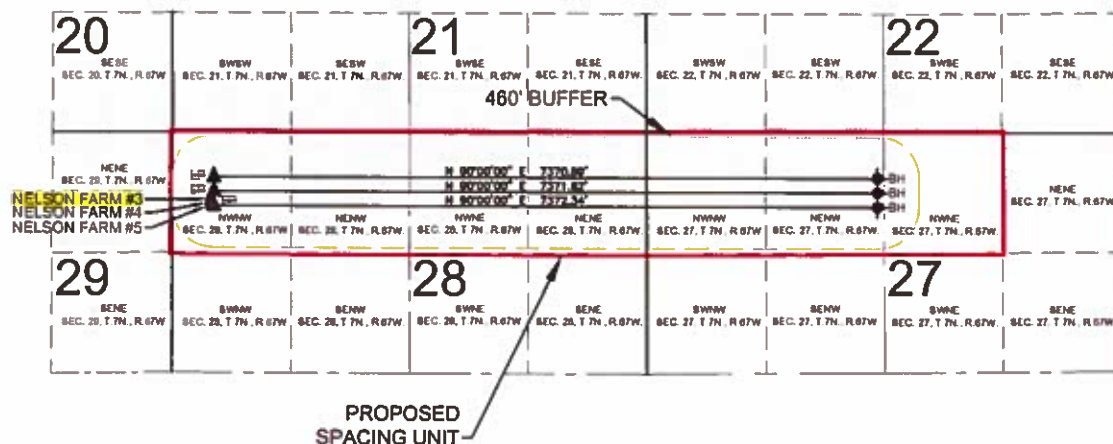 20
21
22
SESE
SEC. 20, T.7N., R.67W.
SWSW
SEC. 21, T.7N., R.67W.
SESW
SEC. 21, T.7N., R.67W.
SWSE
SEC. 21, T.7N., R.67W.
SESE
SEC. 21, T.7N., R.67W.
SWSW
SEC. 22, T.7N., R.67W.
SESW
SEC. 22, T.7N., R.67W.
SWSE
SEC. 22, T.7N., R.67W.
SESE
SEC. 22, T.7N., R.67W.
460' BUFFER
NENE
SEC. 29, T.7N., R.67W.
N 90°00'00" E 7370.89'
BH
N 90°00'00" E 7371.62'
BH
N 90°00'00" E 7372.34'
BH
NELSON FARM #3
NELSON FARM #4
NELSON FARM #5
NWNW
SEC. 28, T.7N., R.67W.
NENW
SEC. 28, T.7N., R.67W.
NWNE
SEC. 28, T.7N., R.67W.
NENE
SEC. 28, T.7N., R.67W.
NWNW
SEC. 27, T.7N., R.67W.
NENW
SEC. 27, T.7N., R.67W.
NWNE
SEC. 27, T.7N., R.67W.
NENE
SEC. 27, T.7N., R.67W.
29
28
27
SENE
SEC. 29, T.7N., R.67W.
SWNW
SEC. 28, T.7N., R.67W.
SENW
SEC. 28, T.7N., R.67W.
SWNE
SEC. 28, T.7N., R.67W.
SENE
SEC. 28, T.7N., R.67W.
SWNW
SEC. 27, T.7N., R.67W.
SENW
SEC. 27, T.7N., R.67W.
SWNE
SEC. 27, T.7N., R.67W.
SENE
SEC. 27, T.7N., R.67W.
PROPOSED
SPACING UNIT